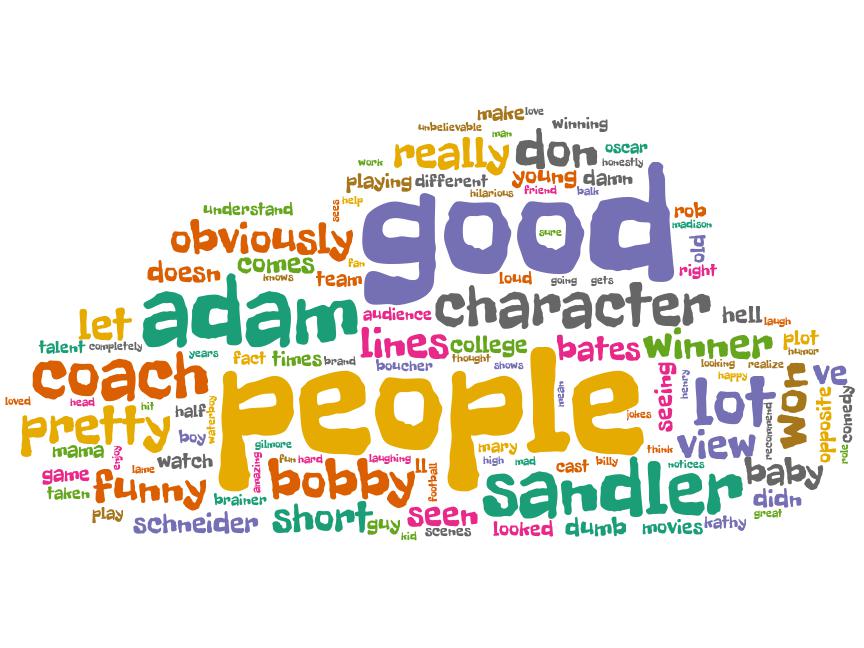 make love
unbelievable man winning
work really don oscar
honestly
playing different young damn
hilarious friend balk
understand sees help good sure rob
madison
obviously fan old
doesn comes knows team loud going gets right
adam audience character hell laugh
let
talent completely lines college bates winner plot
humor
years fact times brand boucher thought shows looking realize
coach people mean seeing henry happy lot won ve
loved head hit half waterboy jokes recommend opposite role comedy
pretty boy gilmore mary think view
mama enjoy lame watch amazing fun hard laughing ll football high mad cast billy notices baby
game taken funny brainer bobby sandler didn
play schneider short guy kid seen scenes looked dumb movies kathy great